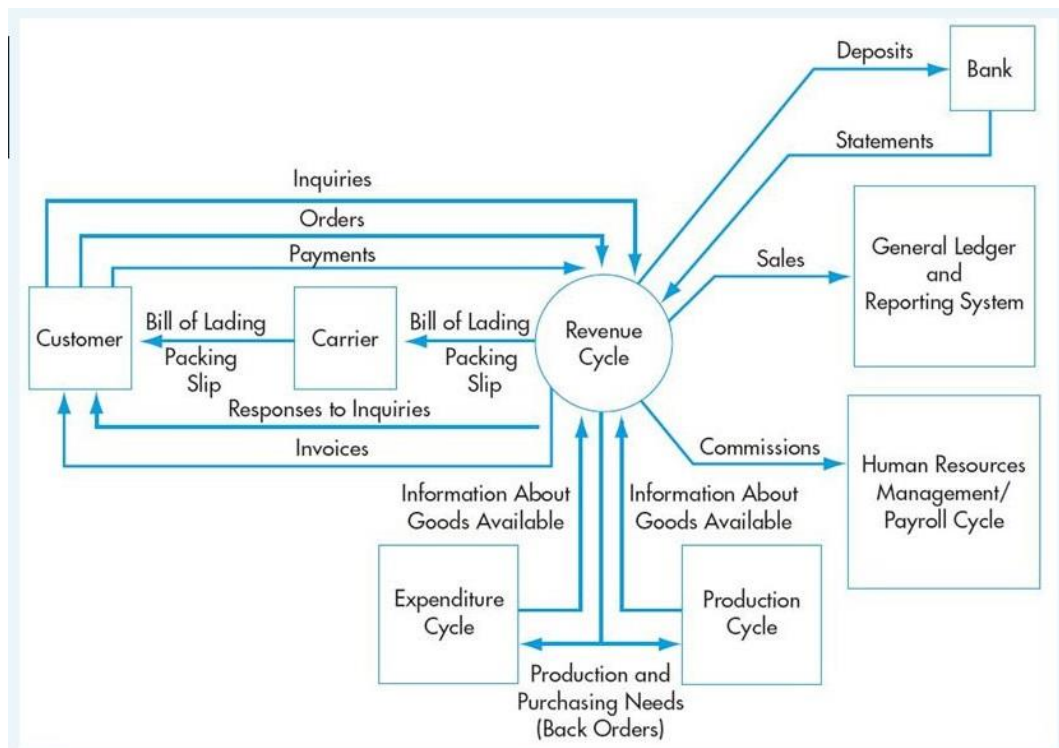 Deposits
Bank
Statements
Inquiries
Orders
Payments
Sales
General Ledger
and
Reporting System
Customer
Bill of Lading
Packing
Slip
Carrier
Bill of Lading
Packing
Slip
Revenue
Cycle
Responses to Inquiries
Invoices
Commissions
Human Resources
Management/
Payroll Cycle
Information About
Goods Available
Information About
Goods Available
Expenditure
Cycle
Production
Cycle
Production and
Purchasing Needs
(Back Orders)